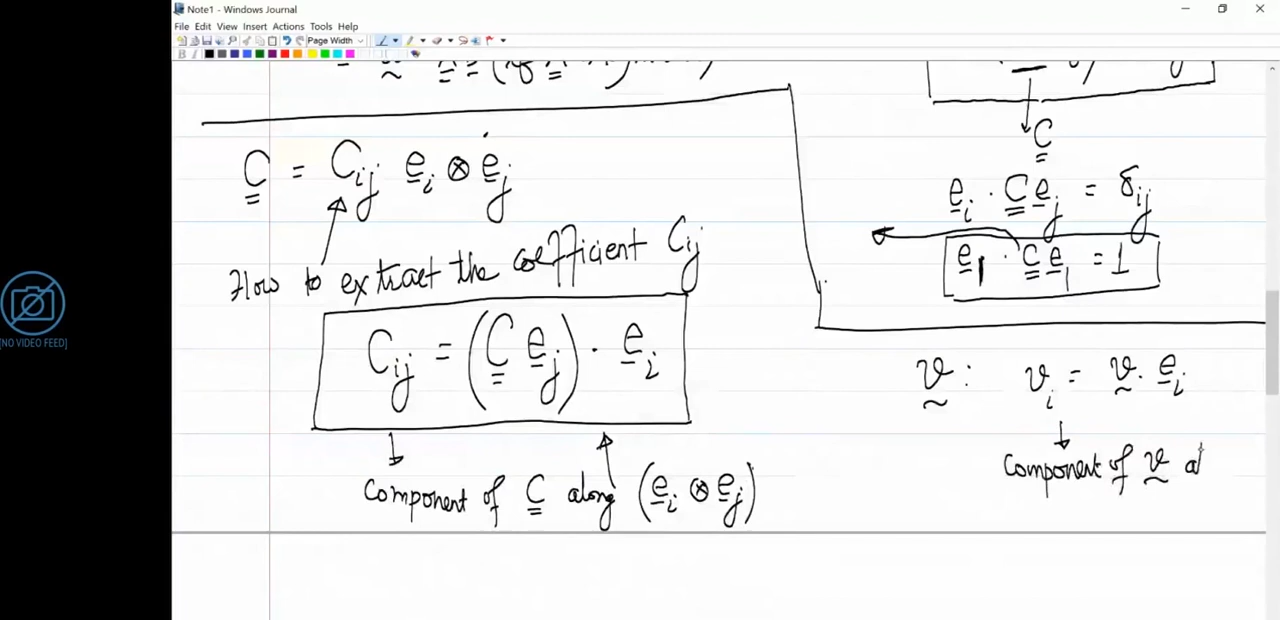 Note1 - Windows Journal
File Edit View Insert Actions Tools Help
Page Width
B I
C = Cij ei ⊗ ej
How to extract the coefficient Cij
Cij = (C ej) · ei
Component of C along (ei ⊗ ej)
C
ei · C ej = δij
e1 · C e1 = 1
v : vi = v · ei
Component of v al
[NO VIDEO FEED]